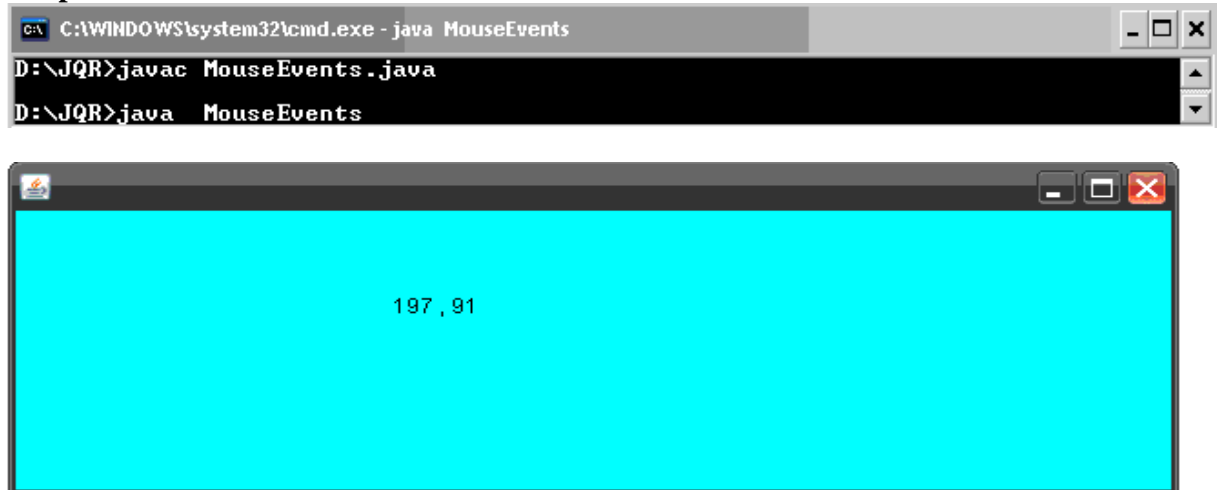 C:\WINDOWS\system32\cmd.exe - java MouseEvents
D:\JQR>javac MouseEvents.java
D:\JQR>java  MouseEvents
197,91